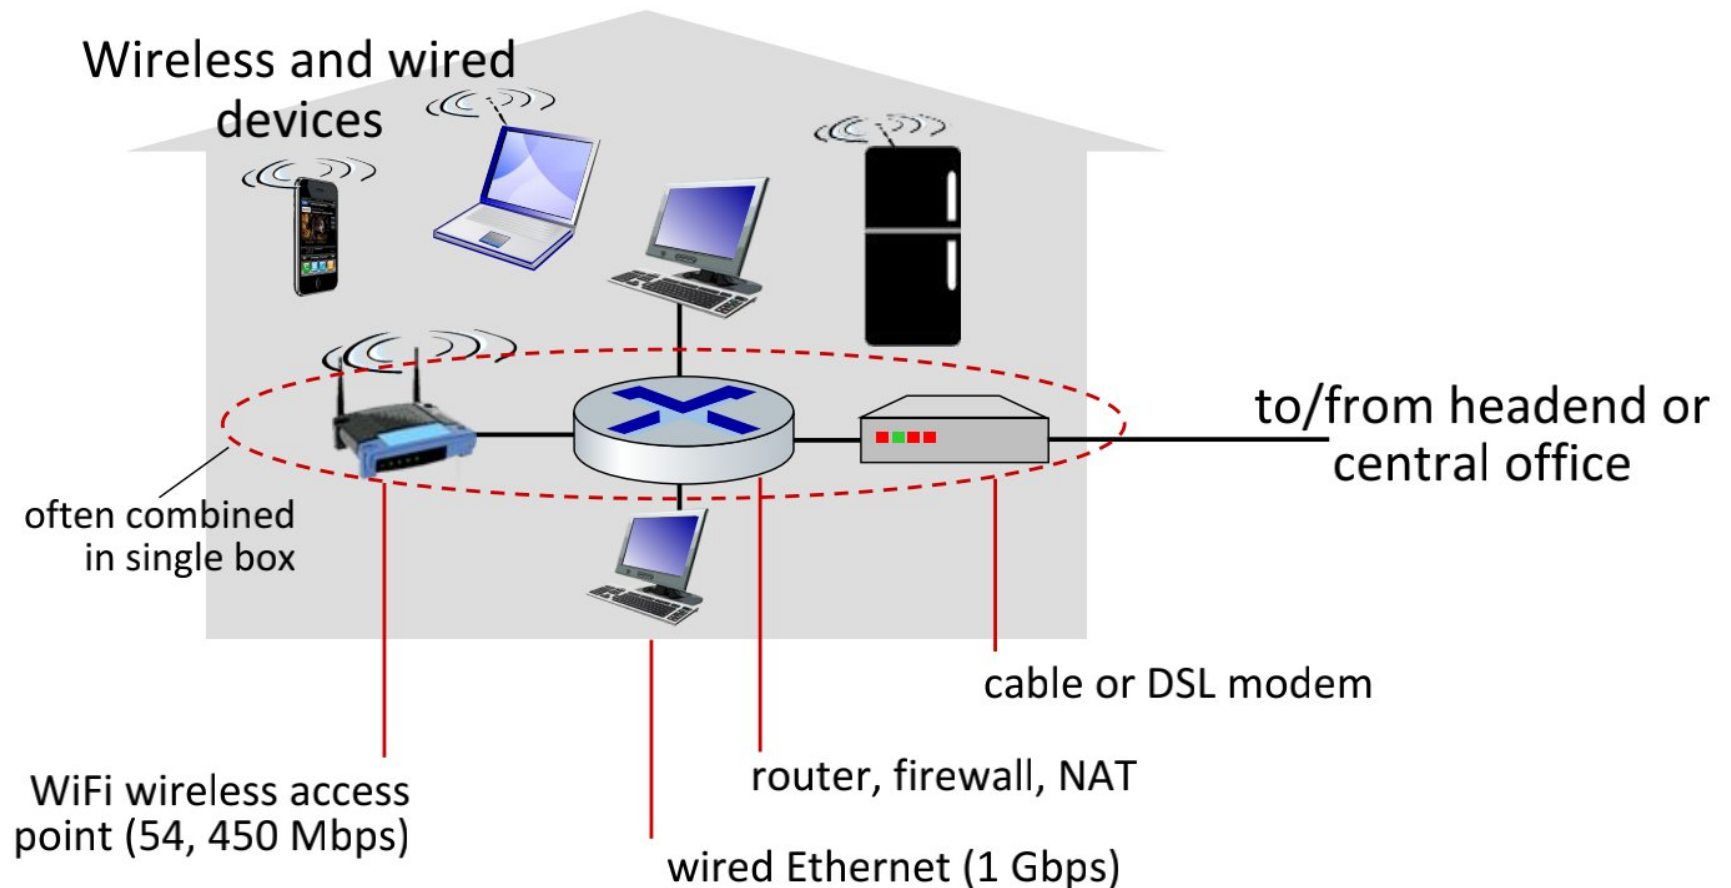 Wireless and wired
devices
to/from headend or
central office
often combined
in single box
cable or DSL modem
router, firewall, NAT
WiFi wireless access
point (54, 450 Mbps)
wired Ethernet (1 Gbps)